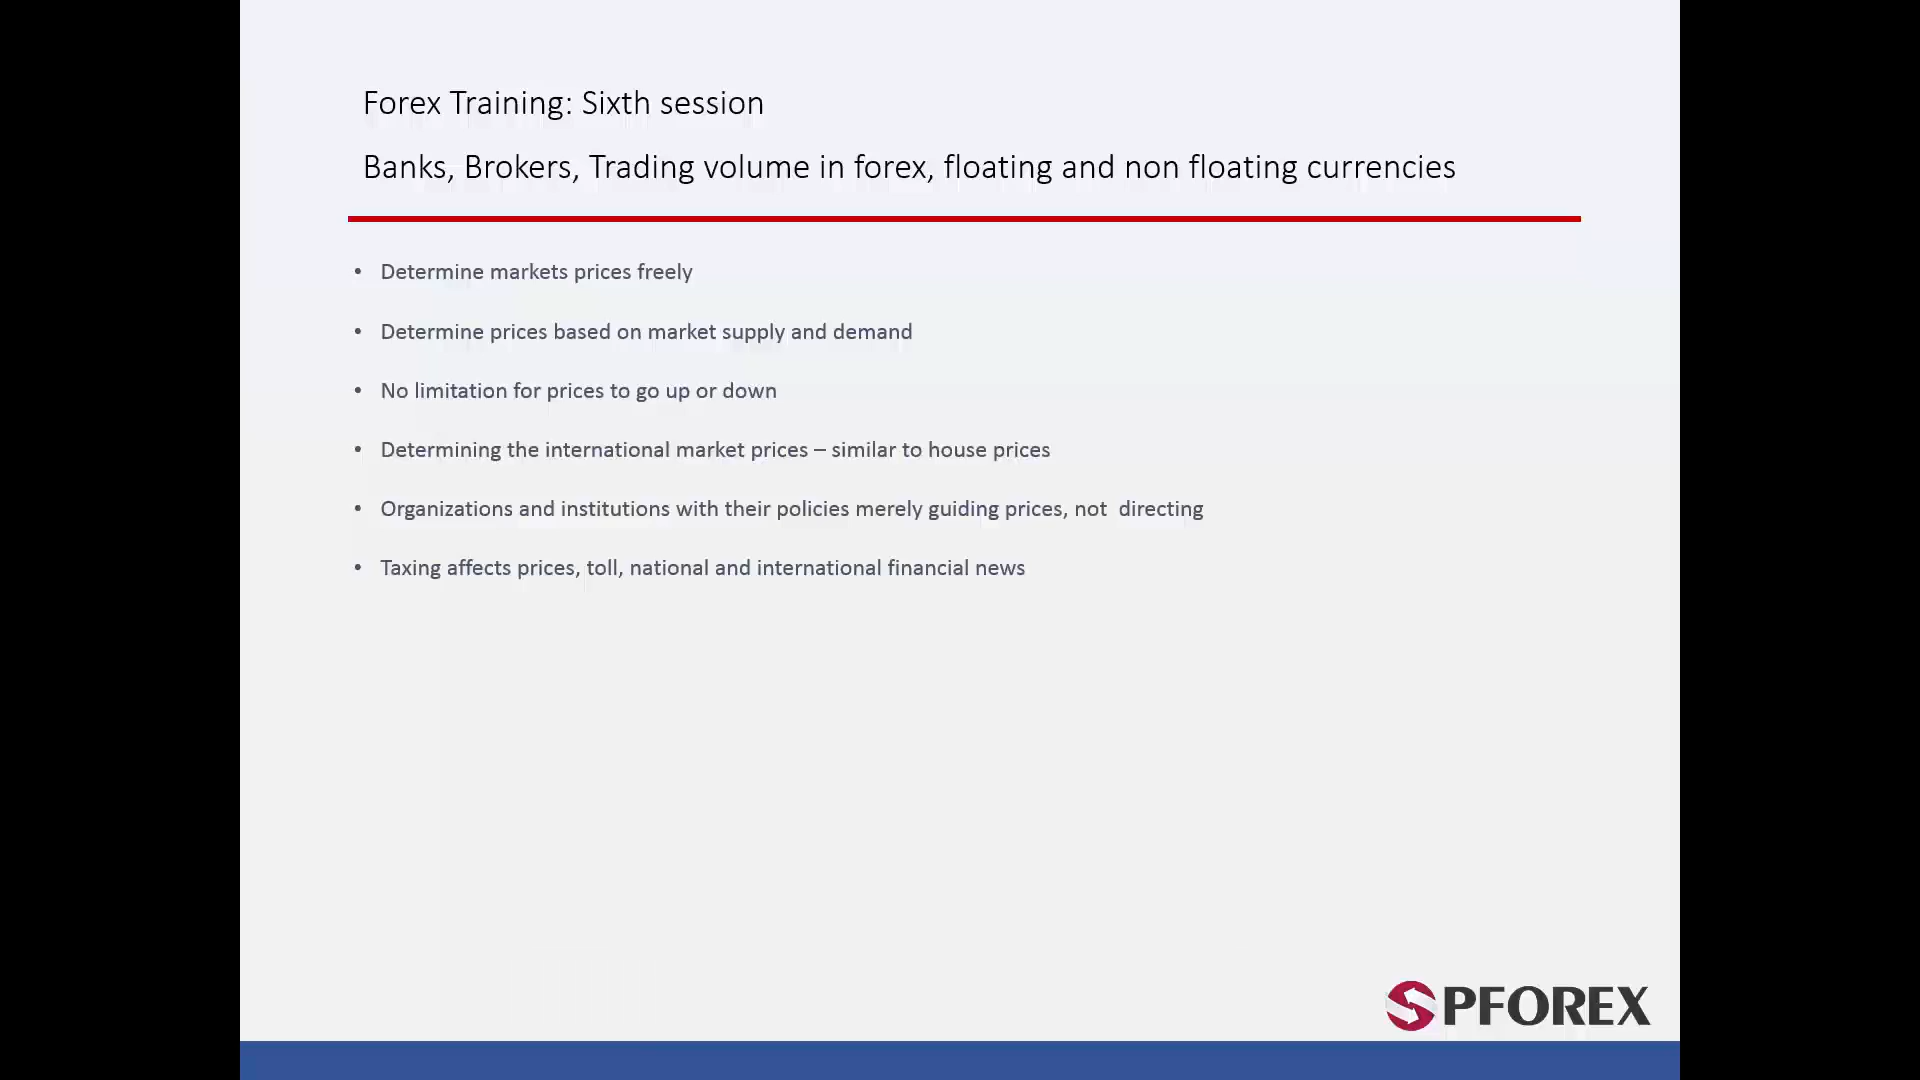 Forex Training: Sixth session
Banks, Brokers, Trading volume in forex, floating and non floating currencies
• Determine markets prices freely
• Determine prices based on market supply and demand
• No limitation for prices to go up or down
• Determining the international market prices – similar to house prices
• Organizations and institutions with their policies merely guiding prices, not  directing
• Taxing affects prices, toll, national and international financial news
PFOREX